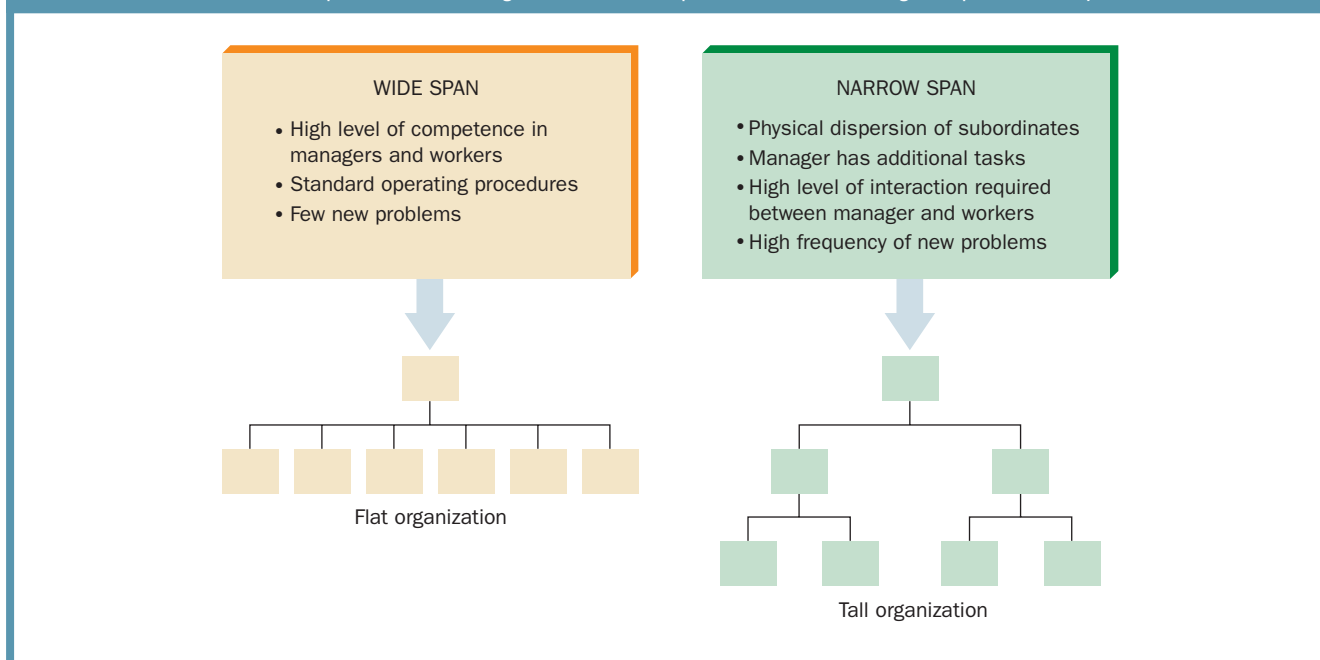 WIDE SPAN
• High level of competence in
managers and workers
• Standard operating procedures
• Few new problems
Flat organization
NARROW SPAN
• Physical dispersion of subordinates
• Manager has additional tasks
• High level of interaction required
between manager and workers
• High frequency of new problems
Tall organization